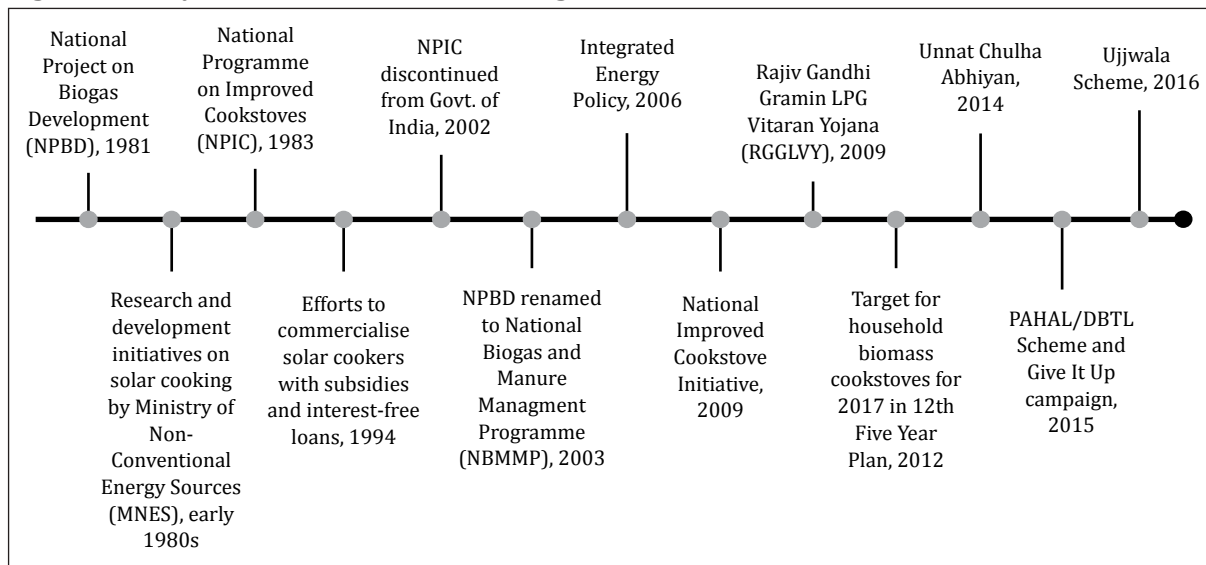 National
Project on
Biogas
Development
(NPBD), 1981
National
Programme
on Improved
Cookstoves
(NPIC), 1983
NPIC
discontinued
from Govt. of
India, 2002
Integrated
Energy
Policy, 2006
Rajiv Gandhi
Gramin LPG
Vitaran Yojana
(RGGLVY), 2009
Unnat Chulha
Abhiyan,
2014
Ujjwala
Scheme, 2016
Research and
development
initiatives on
solar cooking
by Ministry of
Non-
Conventional
Energy Sources
(MNES), early
1980s
Efforts to
commercialise
solar cookers
with subsidies
and interest-free
loans, 1994
NPBD renamed
to National
Biogas and
Manure
Managment
Programme
(NBMMP), 2003
National
Improved
Cookstove
Initiative,
2009
Target for
household
biomass
cookstoves for
2017 in 12th
Five Year
Plan, 2012
PAHAL/DBTL
Scheme and
Give It Up
campaign,
2015